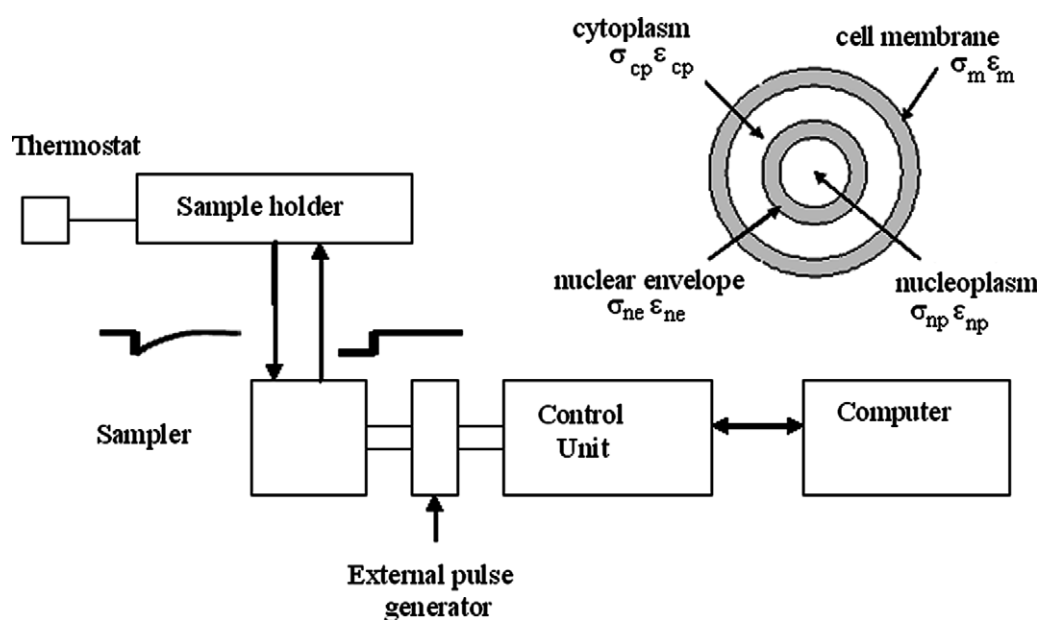 cytoplasm
σcp εcp
cell membrane
σm εm
Thermostat
Sample holder
nuclear envelope
σne εne
nucleoplasm
σnp εnp
Sampler
Control
Unit
Computer
External pulse
generator